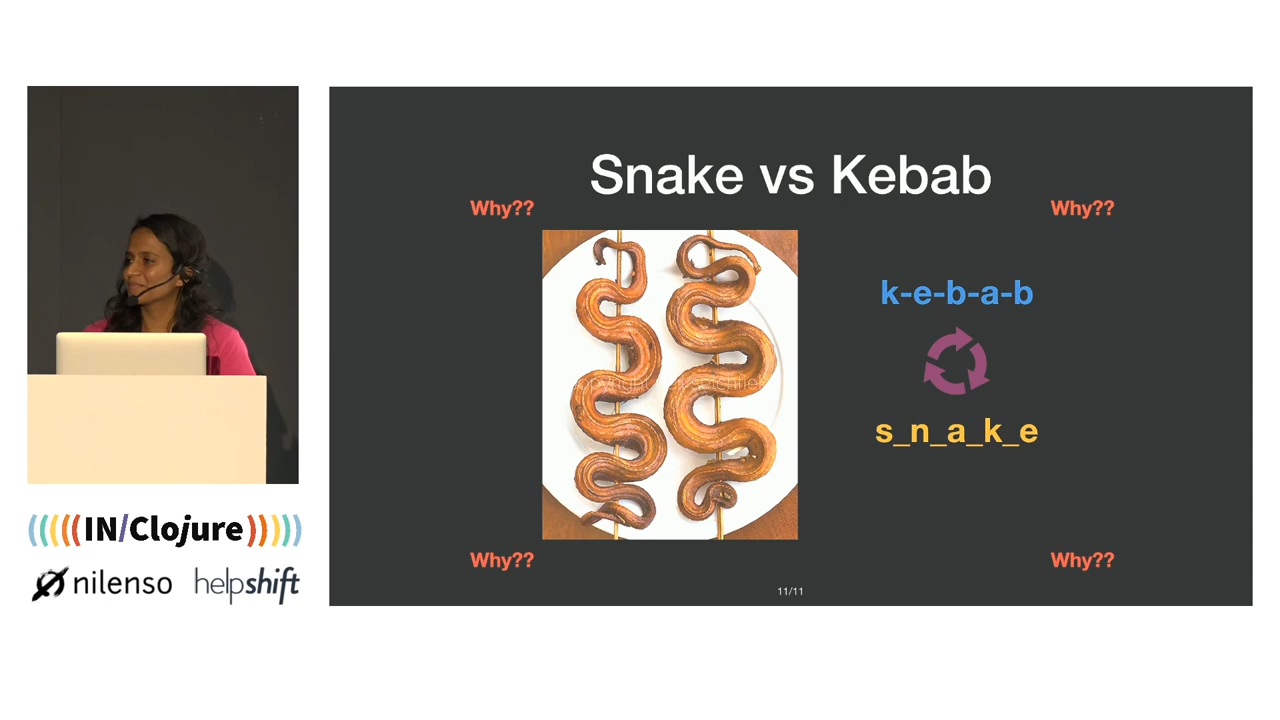 Snake vs Kebab
Why??
Why??
k-e-b-a-b
s_n_a_k_e
Why??
Why??
11/11
(((((IN/Clojure)))))
nilenso helpshift